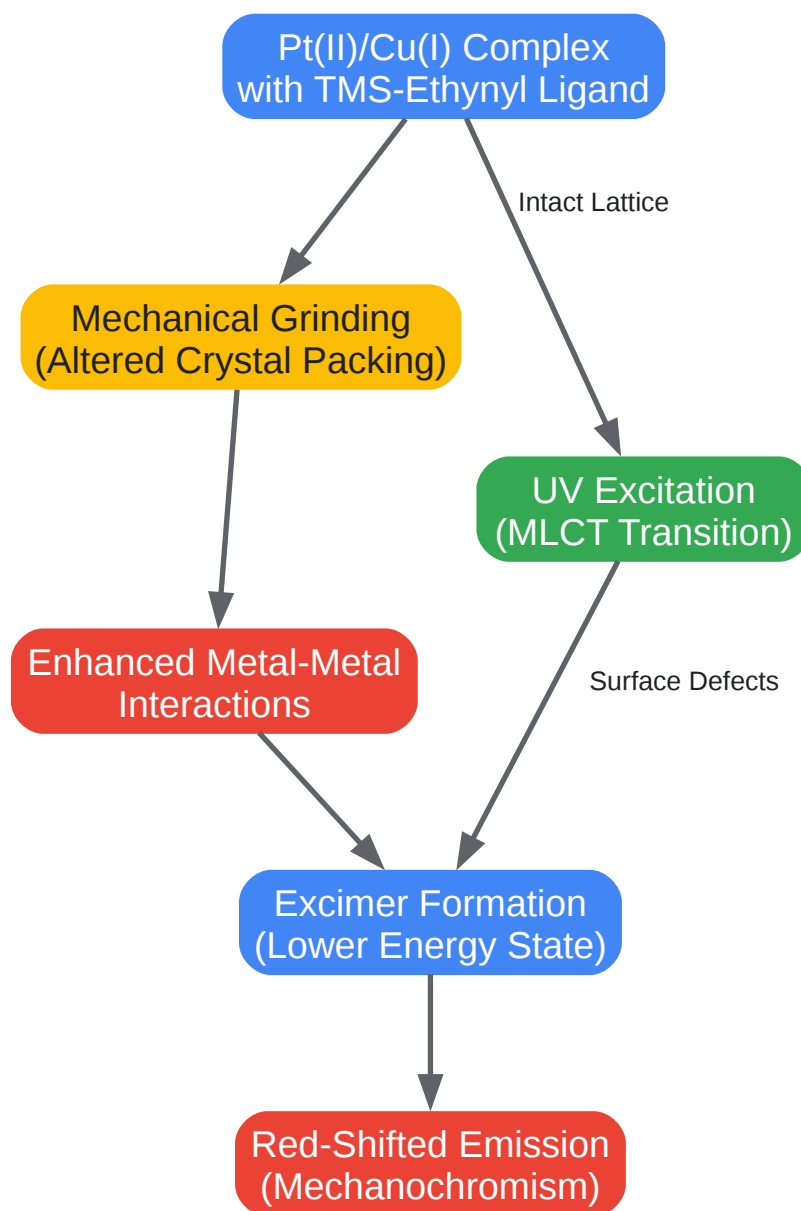 Pt(II)/Cu(I) Complex
with TMS-Ethynyl Ligand
Intact Lattice
Mechanical Grinding
(Altered Crystal Packing)
UV Excitation
(MLCT Transition)
Enhanced Metal-Metal
Interactions
Surface Defects
Excimer Formation
(Lower Energy State)
Red-Shifted Emission
(Mechanochromism)